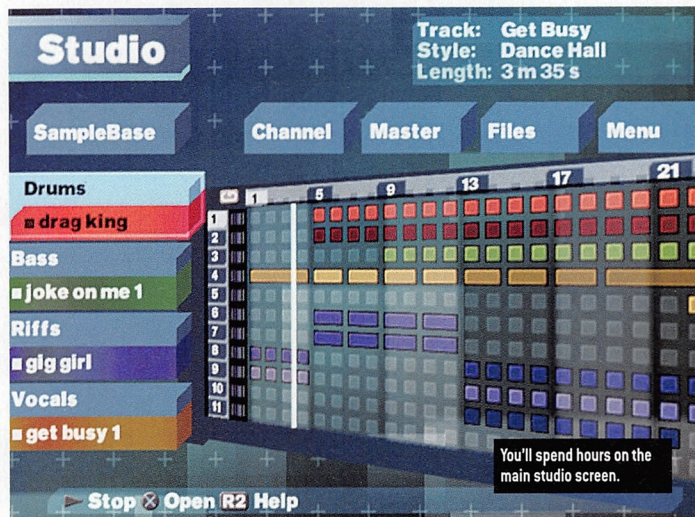 Studio
Track: Get Busy
Style: Dance Hall
Length: 3 m 35 s
SampleBase
Channel
Master
Files
Menu
Drums
drag king
Bass
joke on me 1
Riffs
gig girl
Vocals
get busy 1
1 5 9 13 17 21
1
2
3
4
5
6
7
8
9
10
11
You'll spend hours on the
main studio screen.
Stop Open R2 Help